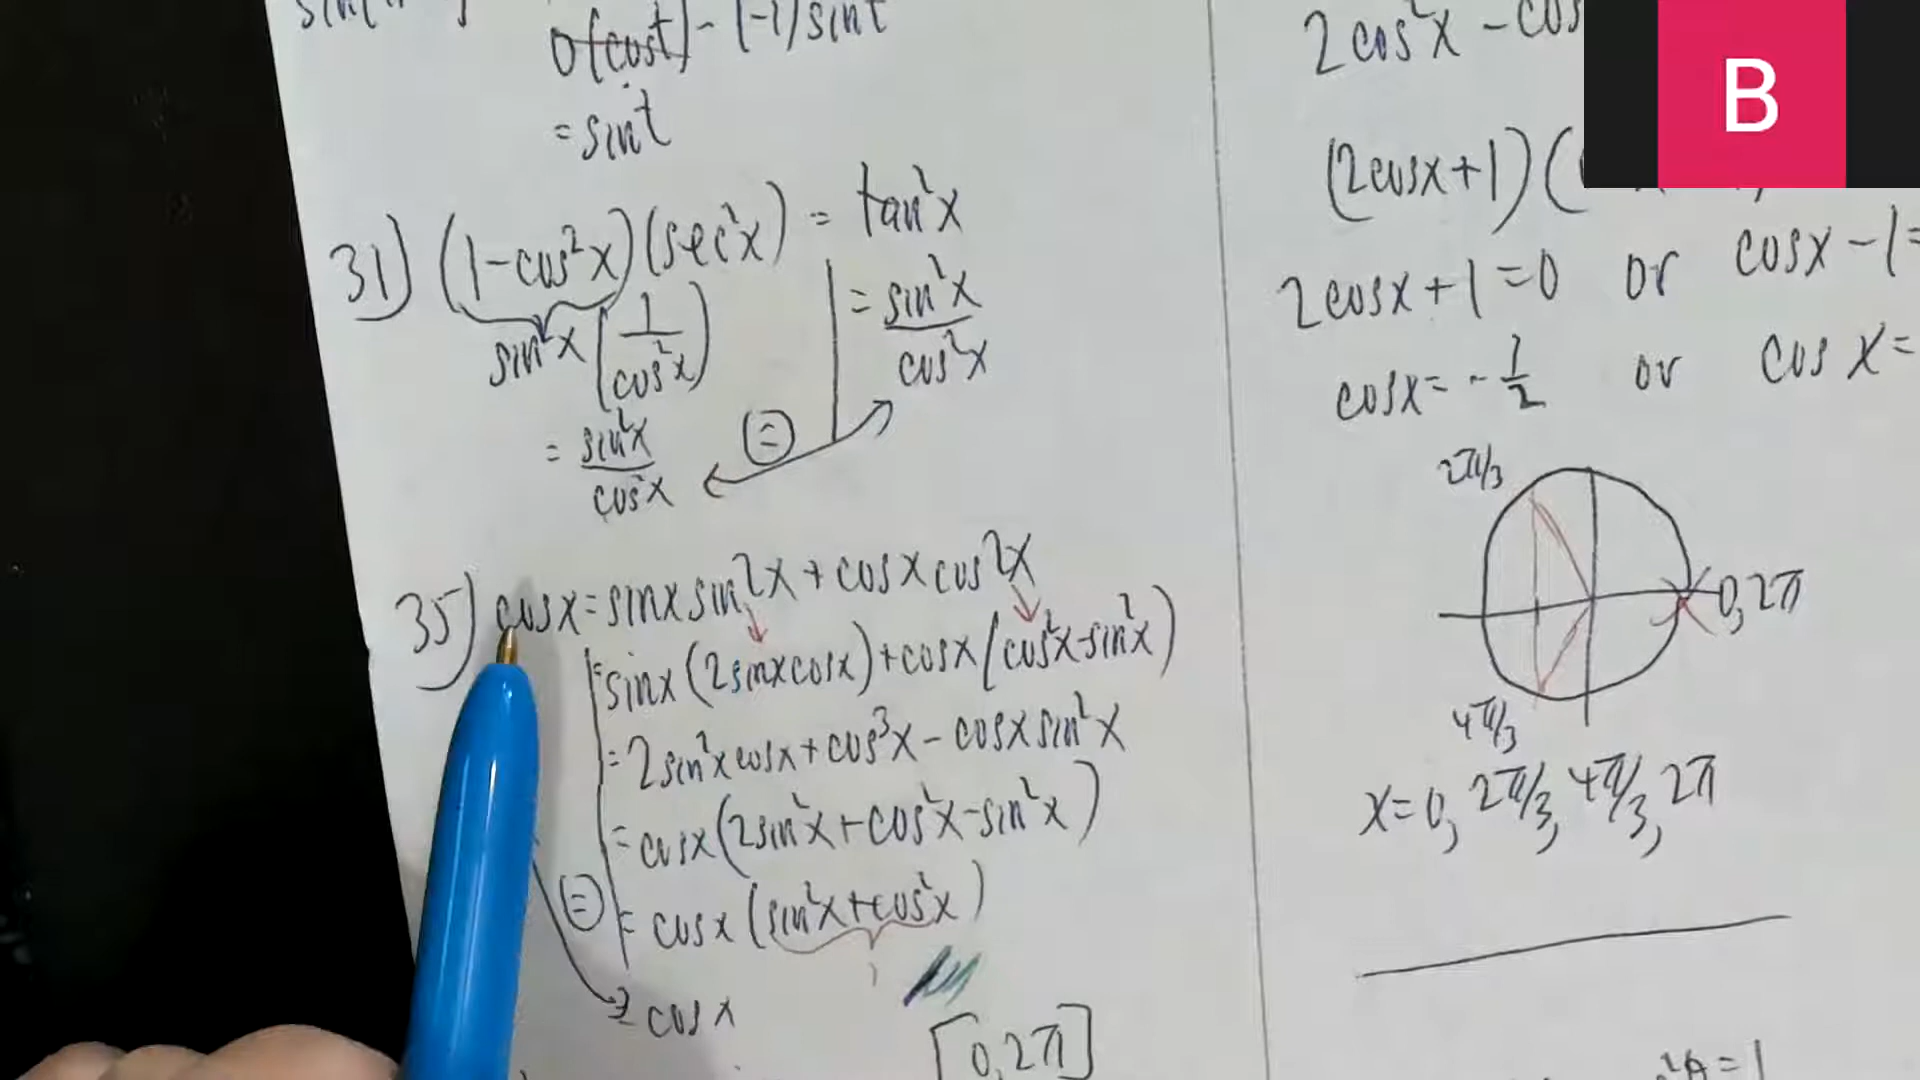 0(cost) - (-1)sint
= sint
31) (1-cos²x)(sec²x) = tan²x
sin²x (1/cos²x) = sin²x/cos²x
= sin²x/cos²x
=
35) cosx = sinx sin2x + cosx cos2x
= sinx (2sinxcosx) + cosx (cos²x-sin²x)
= 2sin²xcosx + cos³x - cosxsin²x
= cosx (2sin²x + cos²x - sin²x)
= = cosx (sin²x + cos²x)
1
= cosx
[0, 2π]
2cos²x - cos
(2cosx+1)(
2cosx+1=0 or cosx-1=
cosx = -1/2 or cosx=
2π/3
0, 2π
4π/3
x=0, 2π/3, 4π/3, 2π
B